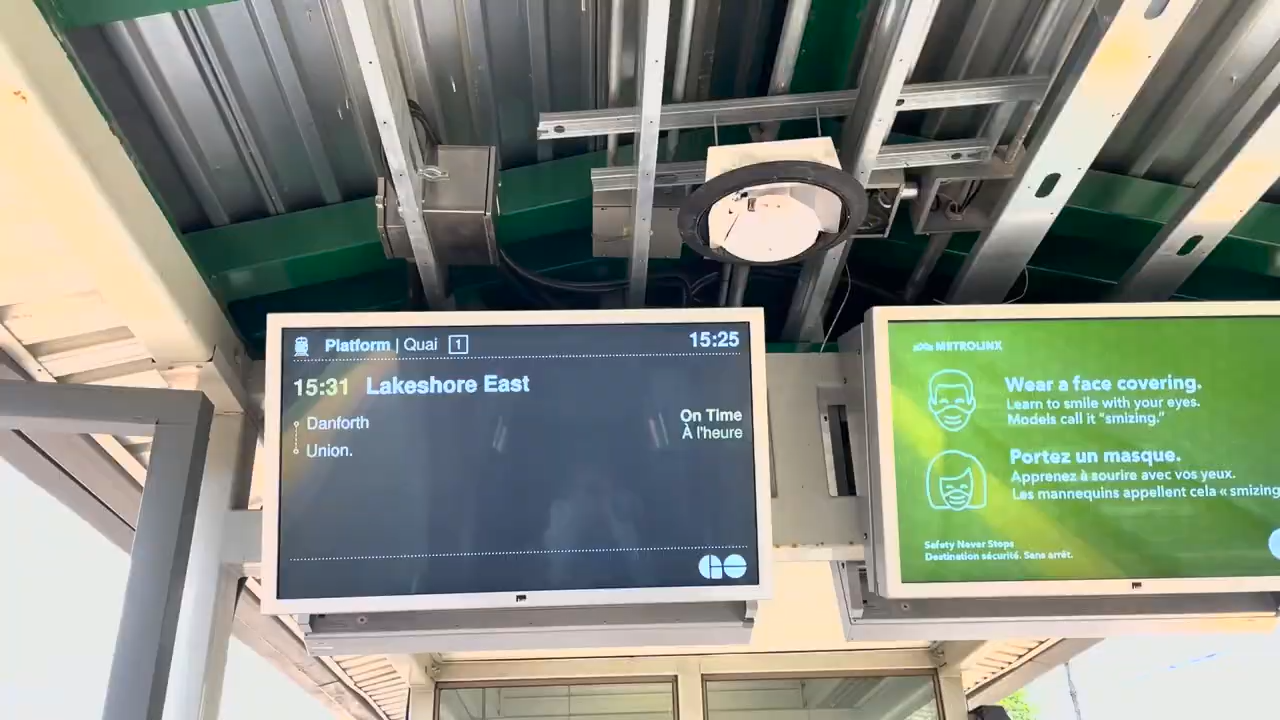 Platform | Quai 1
15:25
15:31 Lakeshore East
Danforth
Union.
On Time
À l'heure
GO
METROLINX
Wear a face covering.
Learn to smile with your eyes.
Models call it "smizing."
Portez un masque.
Apprenez à sourire avec vos yeux.
Les mannequins appellent cela « smizing
Safety Never Stops
Destination sécurité. Sans arrêt.